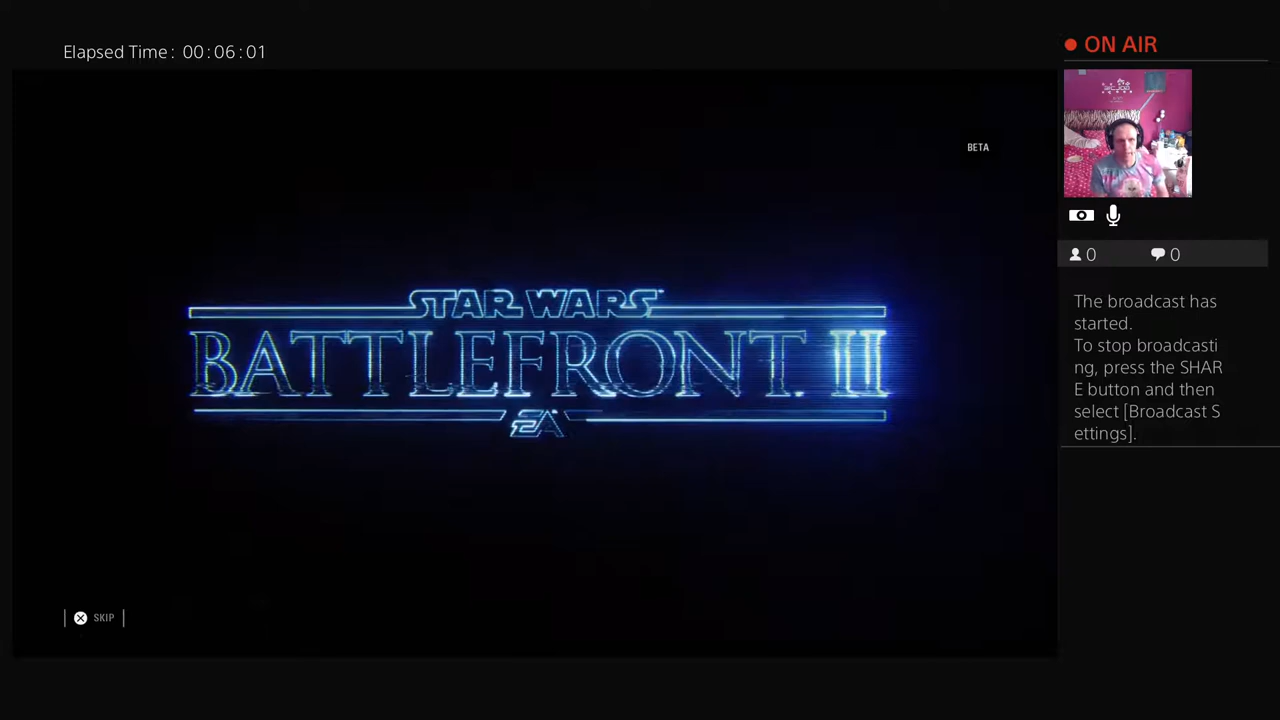 Elapsed Time: 00:06:01
ON AIR
BETA
STAR WARS
BATTLEFRONT II
EA
0
0
The broadcast has
started.
To stop broadcasti
ng, press the SHAR
E button and then
select [Broadcast S
ettings].
SKIP